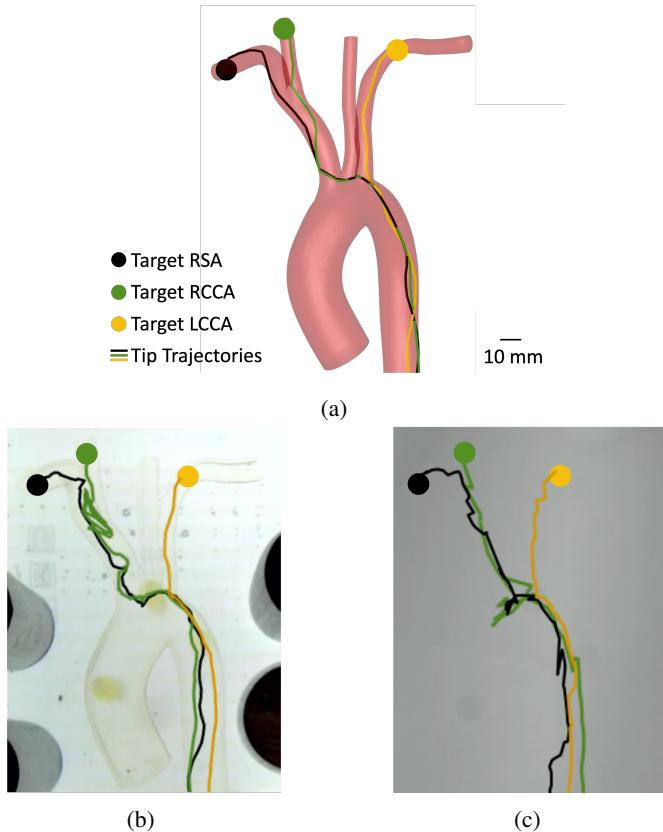 Target RSA
Target RCCA
Target LCCA
Tip Trajectories
10 mm
(a)
(b)
(c)